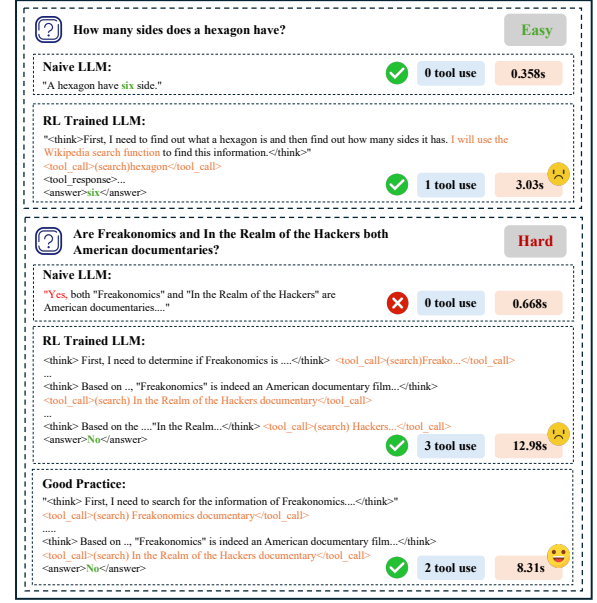 How many sides does a hexagon have?
Easy
Naive LLM:
"A hexagon have six side."
0 tool use
0.358s
RL Trained LLM:
"<think>First, I need to find out what a hexagon is and then find out how many sides it has. I will use the
Wikipedia search function to find this information.</think>"
<tool_call>(search)hexagon</tool_call>
<tool_response>...
<answer>six</answer>
1 tool use
3.03s
Are Freakonomics and In the Realm of the Hackers both
American documentaries?
Hard
Naive LLM:
"Yes, both "Freakonomics" and "In the Realm of the Hackers" are
American documentaries...."
0 tool use
0.668s
RL Trained LLM:
<think> First, I need to determine if Freakonomics is ....</think> <tool_call>(search)Freako...</tool_call>
...
<think> Based on .., "Freakonomics" is indeed an American documentary film...</think>
<tool_call>(search) In the Realm of the Hackers documentary</tool_call>
...
<think> Based on the ...."In the Realm...</think> <tool_call>(search) Hackers...</tool_call>
<answer>No</answer>
3 tool use
12.98s
Good Practice:
"<think> First, I need to search for the information of Freakonomics....</think>"
<tool_call>(search) Freakonomics documentary</tool_call>
.....
<think> Based on .., "Freakonomics" is indeed an American documentary film...</think>
<tool_call>(search) In the Realm of the Hackers documentary</tool_call>
<answer>No</answer>
2 tool use
8.31s